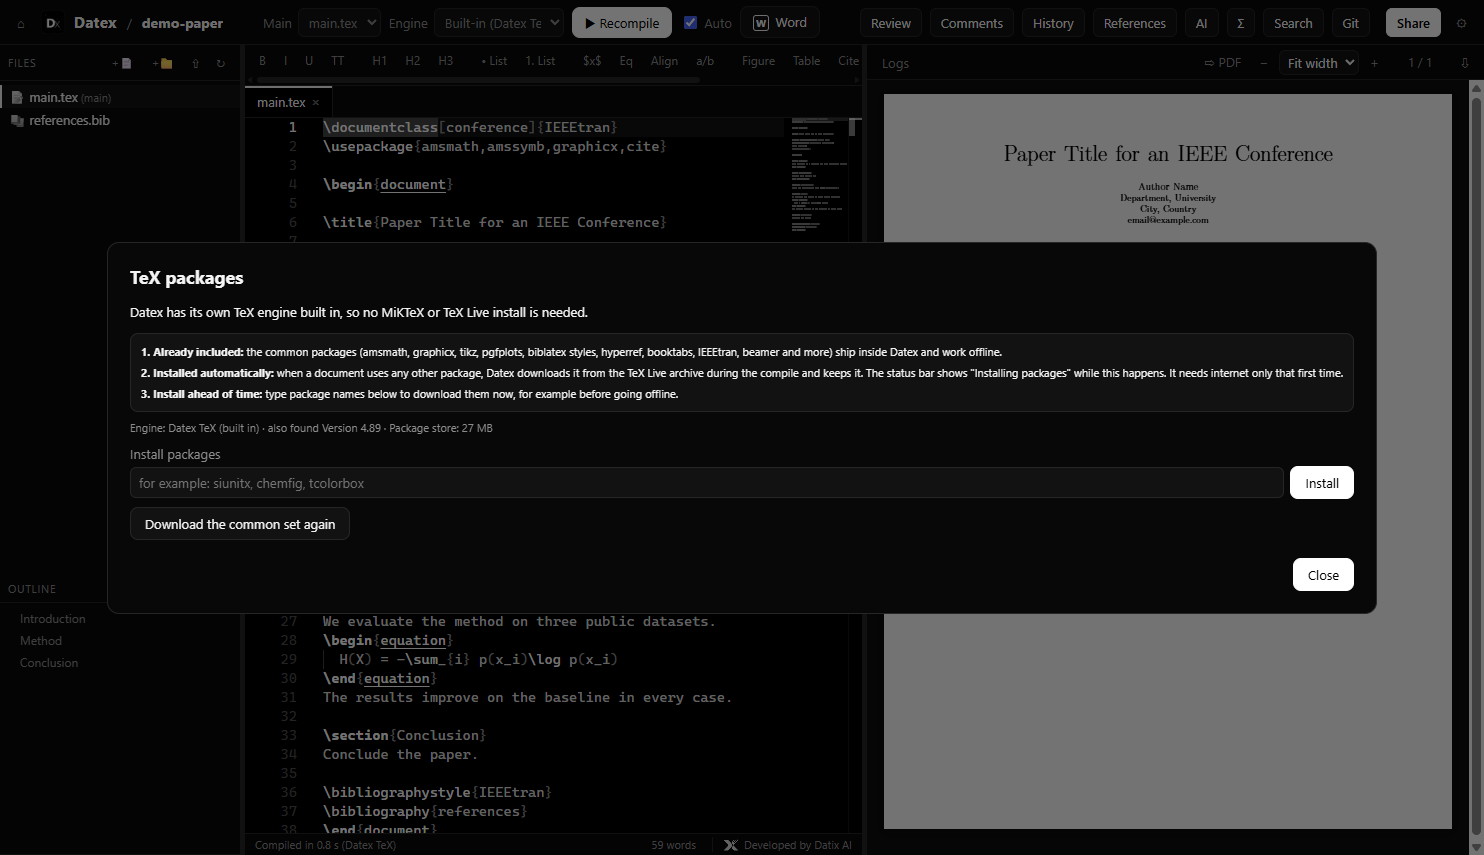 Dx Datex / demo-paper Main main.tex Engine Built-in (Datex Te Recompile Auto W Word Review Comments History References AI Σ Search Git Share
FILES
main.tex (main)
references.bib
B I U TT H1 H2 H3 • List 1. List $x$ Eq Align a/b Figure Table Cite
Logs PDF − Fit width + 1 / 1
main.tex ×
1 \documentclass[conference]{IEEEtran}
2 \usepackage{amsmath,amssymb,graphicx,cite}
3
4 \begin{document}
5
6 \title{Paper Title for an IEEE Conference}
7
Paper Title for an IEEE Conference
Author Name
Department, University
City, Country
email@example.com
TeX packages
Datex has its own TeX engine built in, so no MiKTeX or TeX Live install is needed.
1. Already included: the common packages (amsmath, graphicx, tikz, pgfplots, biblatex styles, hyperref, booktabs, IEEEtran, beamer and more) ship inside Datex and work offline.
2. Installed automatically: when a document uses any other package, Datex downloads it from the TeX Live archive during the compile and keeps it. The status bar shows "Installing packages" while this happens. It needs internet only that first time.
3. Install ahead of time: type package names below to download them now, for example before going offline.
Engine: Datex TeX (built in) · also found Version 4.89 · Package store: 27 MB
Install packages
for example: siunitx, chemfig, tcolorbox
Install
Download the common set again
Close
OUTLINE
Introduction
Method
Conclusion
27 We evaluate the method on three public datasets.
28 \begin{equation}
29 H(X) = -\sum_{i} p(x_i)\log p(x_i)
30 \end{equation}
31 The results improve on the baseline in every case.
32
33 \section{Conclusion}
34 Conclude the paper.
35
36 \bibliographystyle{IEEEtran}
37 \bibliography{references}
38 \end{document}
Compiled in 0.8 s (Datex TeX) 59 words Developed by Datix AI